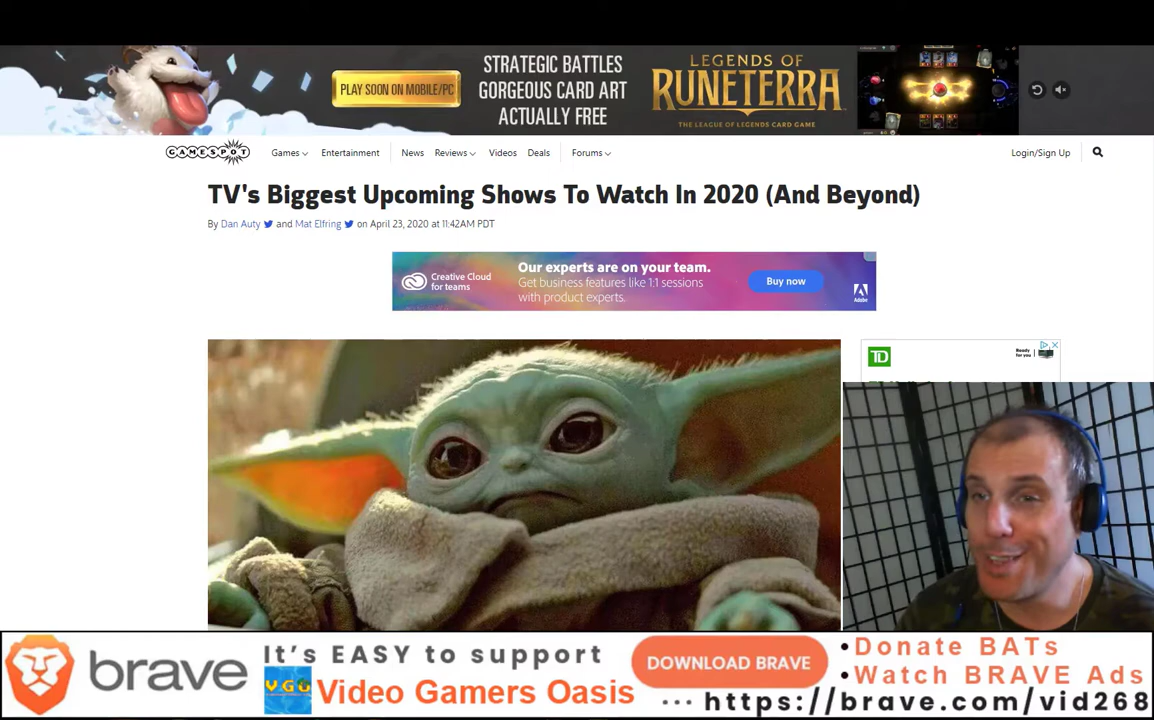 PLAY SOON ON MOBILE/PC
STRATEGIC BATTLES
GORGEOUS CARD ART
ACTUALLY FREE
LEGENDS OF
RUNETERRA
THE LEAGUE OF LEGENDS CARD GAME
GAMESPOT
Games
Entertainment
News
Reviews
Videos
Deals
Forums
Login/Sign Up
TV's Biggest Upcoming Shows To Watch In 2020 (And Beyond)
By Dan Auty and Mat Elfring on April 23, 2020 at 11:42AM PDT
Creative Cloud
for teams
Our experts are on your team.
Get business features like 1:1 sessions
with product experts.
Buy now
Adobe
TD
Ready
for you
brave
It's EASY to support
VGO
Video Gamers Oasis
DOWNLOAD BRAVE
•Donate BATs
•Watch BRAVE Ads
... https://brave.com/vid268